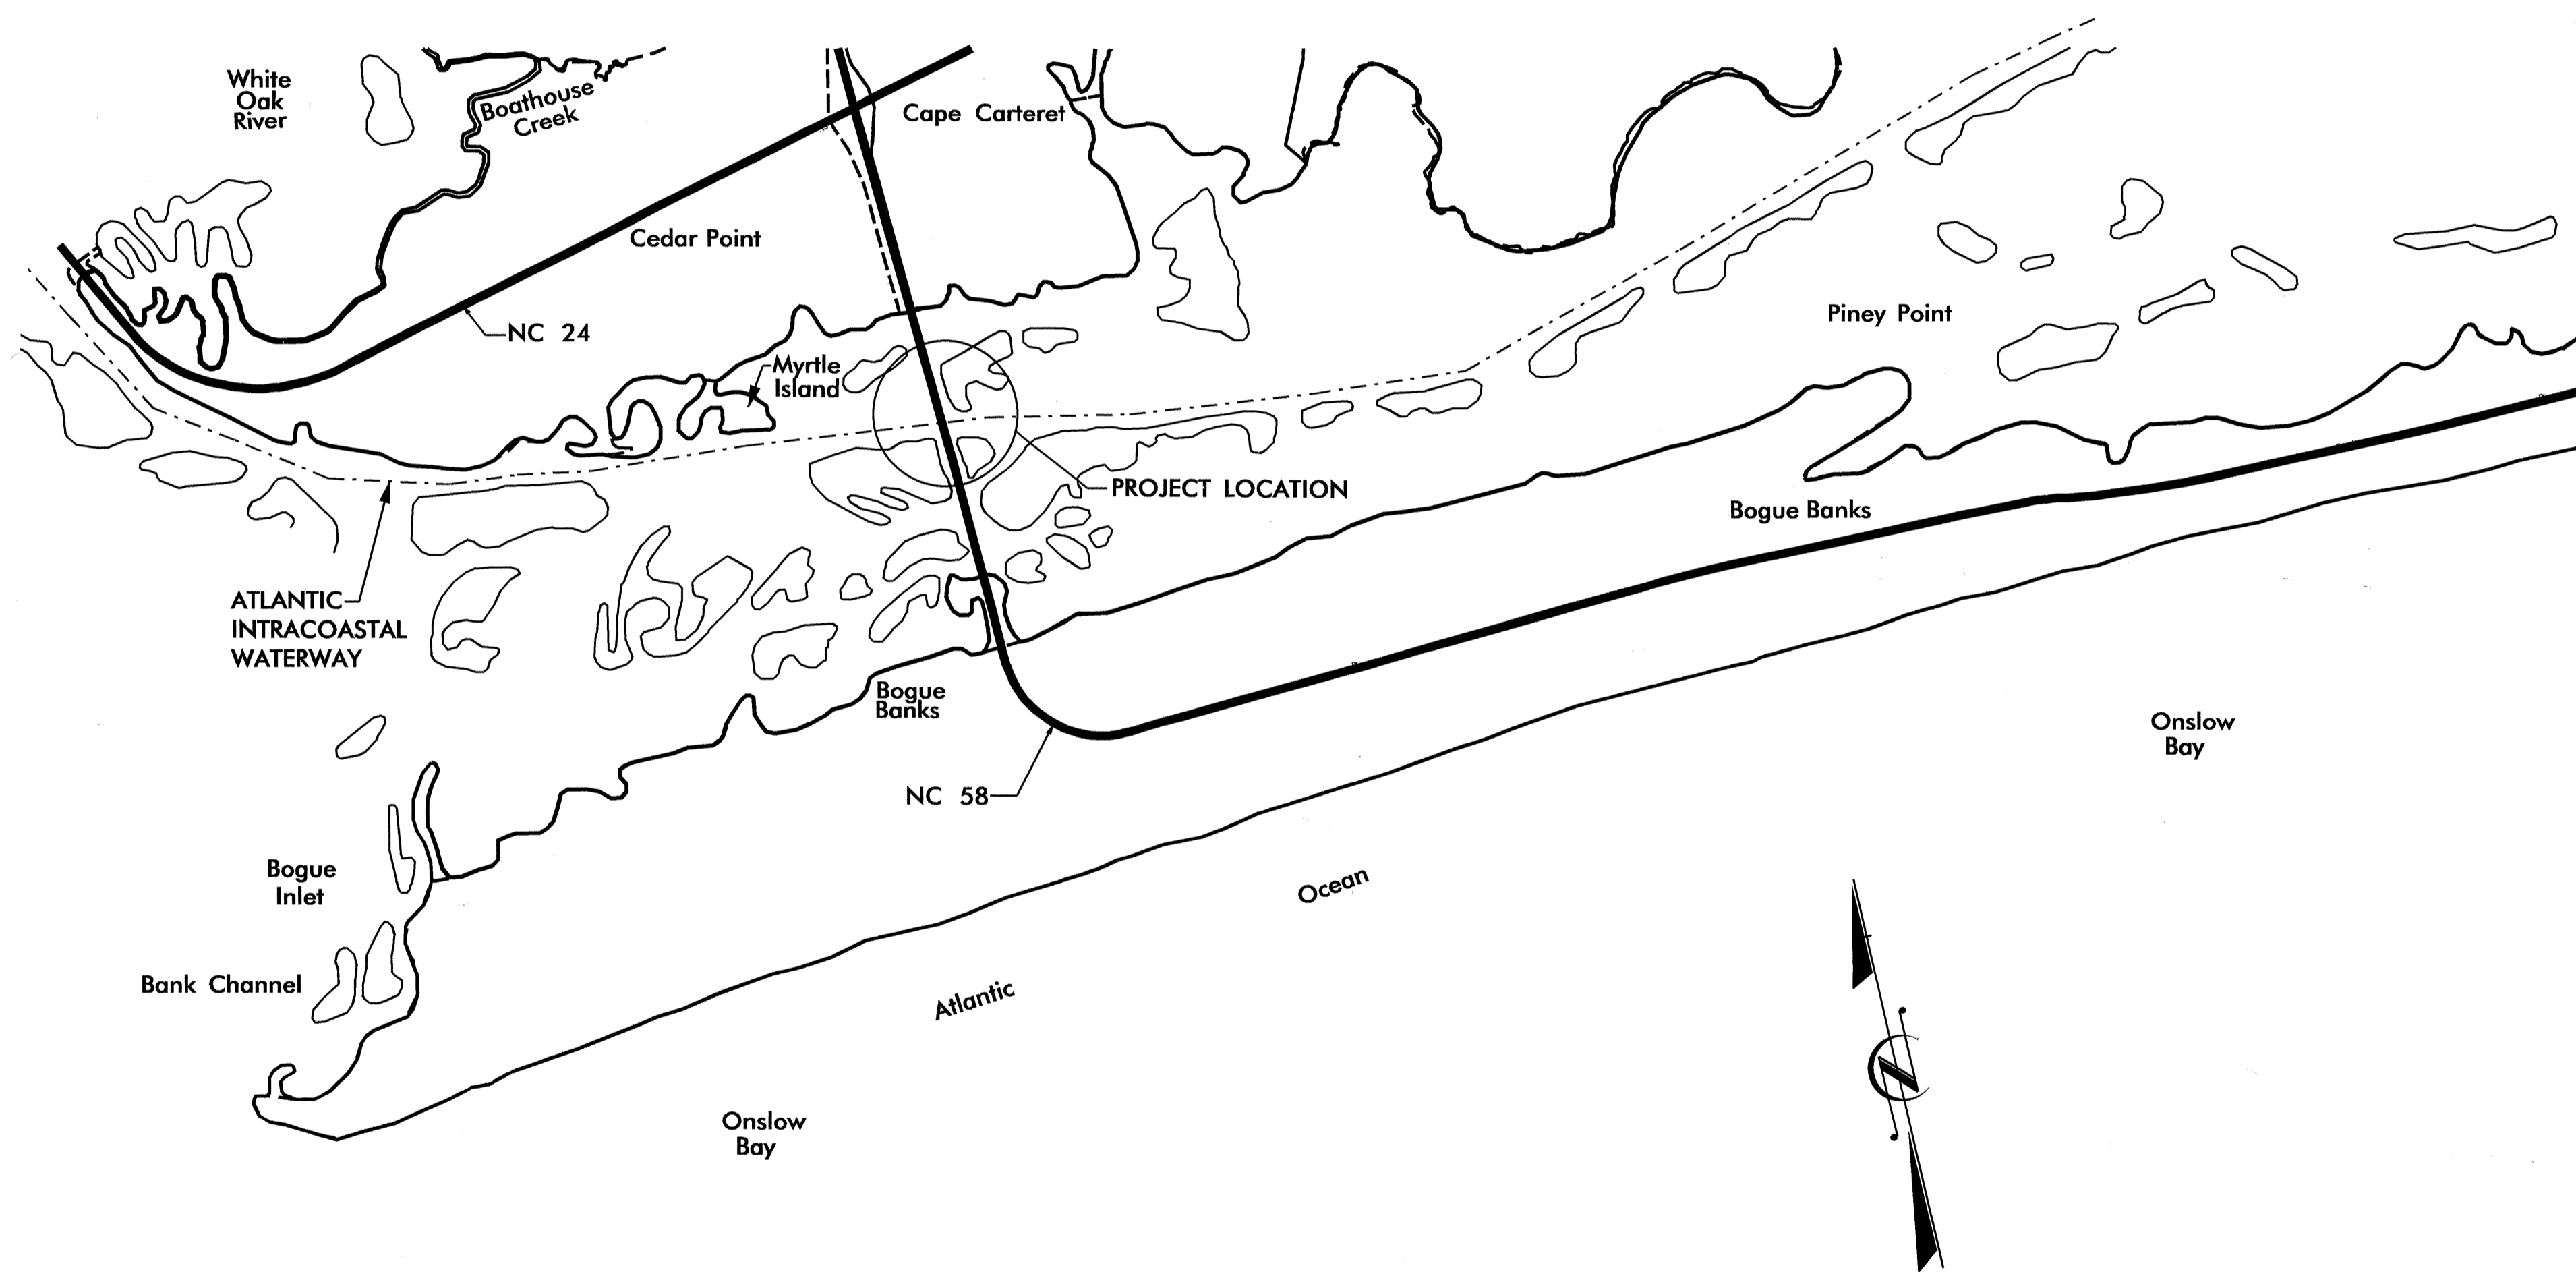 White
Oak
River
Boathouse
Creek
Cape Carteret
Cedar Point
NC 24
Myrtle
Island
Piney Point
PROJECT LOCATION
Bogue Banks
ATLANTIC
INTRACOASTAL
WATERWAY
Bogue
Banks
Onslow
Bay
NC 58
Bogue
Inlet
Ocean
Bank Channel
Atlantic
N
Onslow
Bay